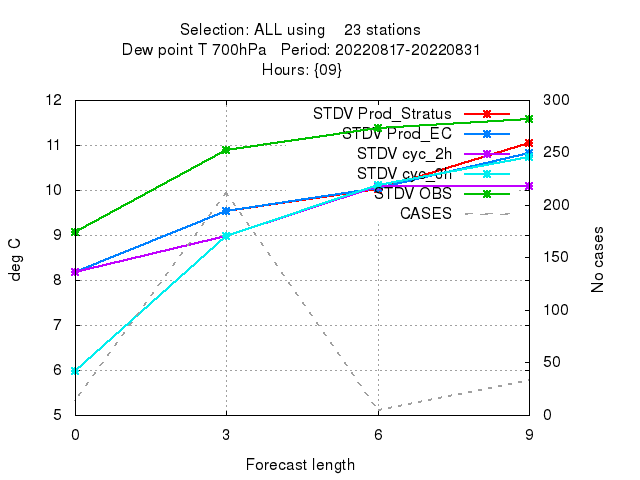 Selection: ALL using 23 stations
Dew point T 700hPa Period: 20220817-20220831
Hours: {09}
12
11
10
9
8
7
6
5
deg C
300
250
200
150
100
50
0
No cases
STDV Prod_Stratus
STDV Prod_EC
STDV cyc_2h
STDV cyc_3h
STDV OBS
CASES
0
3
6
9
Forecast length